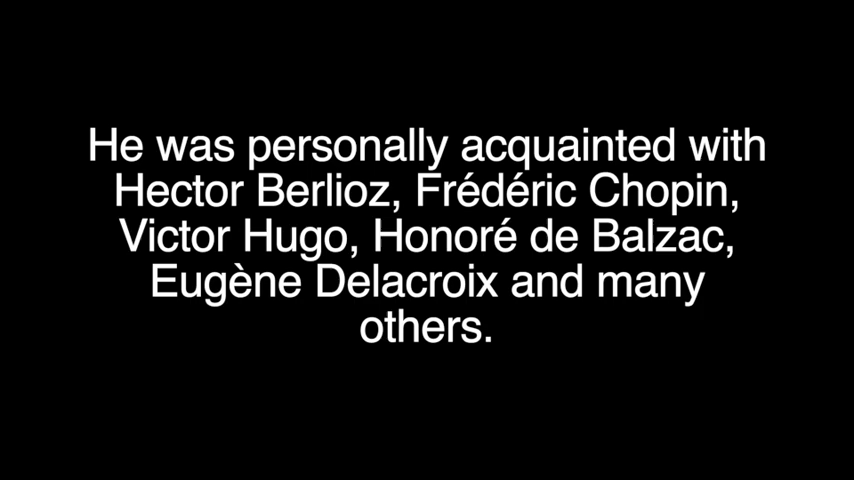 He was personally acquainted with
Hector Berlioz, Frédéric Chopin,
Victor Hugo, Honoré de Balzac,
Eugène Delacroix and many
others.